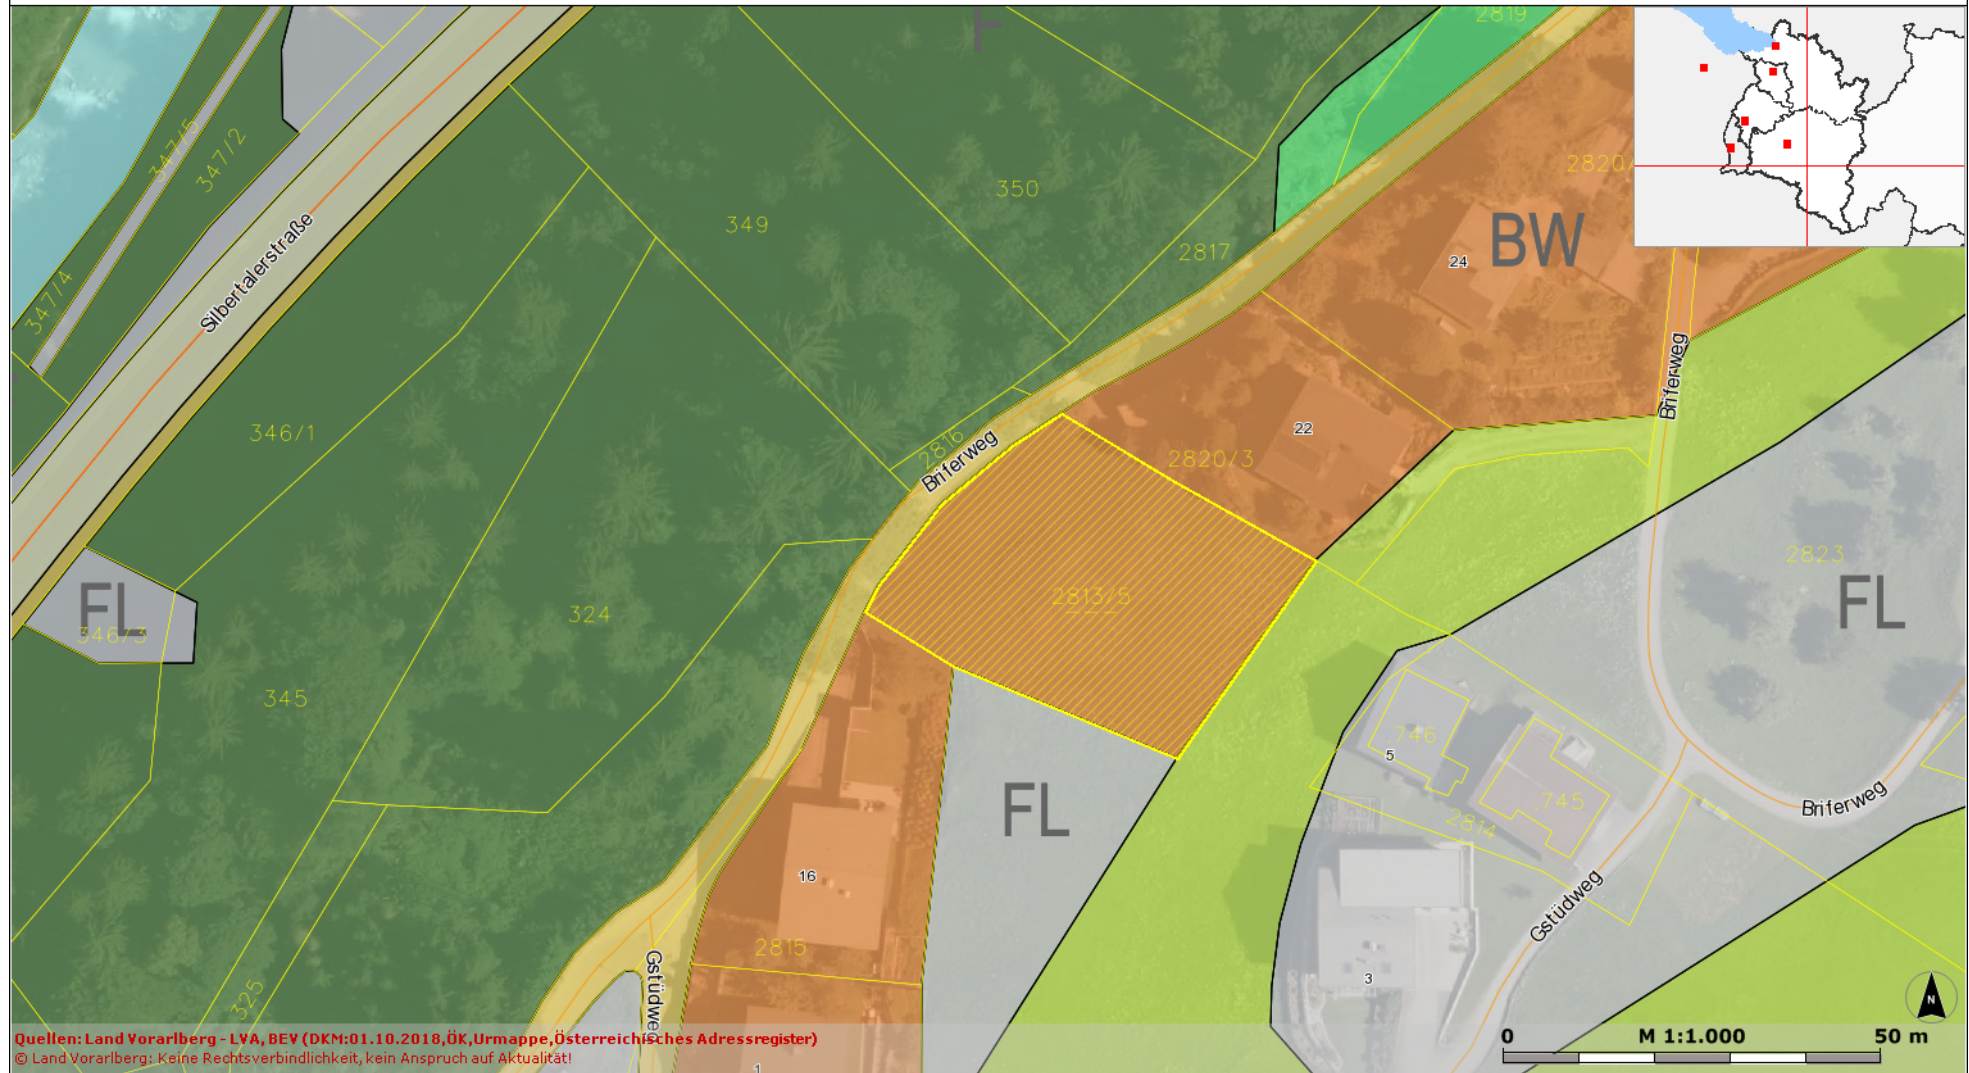 F
2819
347/5
347/2
2820/
350
349
BW
Silbertalerstraße
2817
24
347/4
Briferweg
346/1
22
2816
Briferweg
2820/3
2823
FL
2813/5
FL
324
346/3
345
746
5
FL
745
Briferweg
2814
16
Gstüdweg
2815
3
325
Gstüdweg
N
Quellen: Land Vorarlberg - LVA, BEV (DKM:01.10.2018,ÖK,Urmappe,Österreichisches Adressregister)
© Land Vorarlberg: Keine Rechtsverbindlichkeit, kein Anspruch auf Aktualität!
0 M 1:1.000 50 m
1